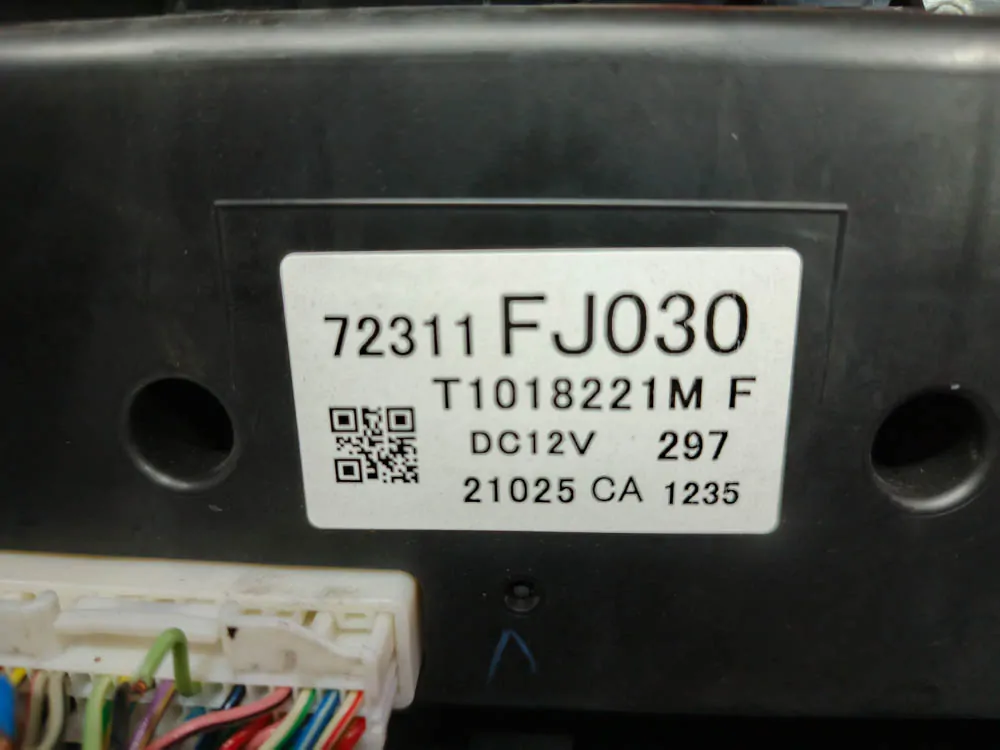 72311 FJ030
T1018221M F
DC12V 297
21025 CA 1235